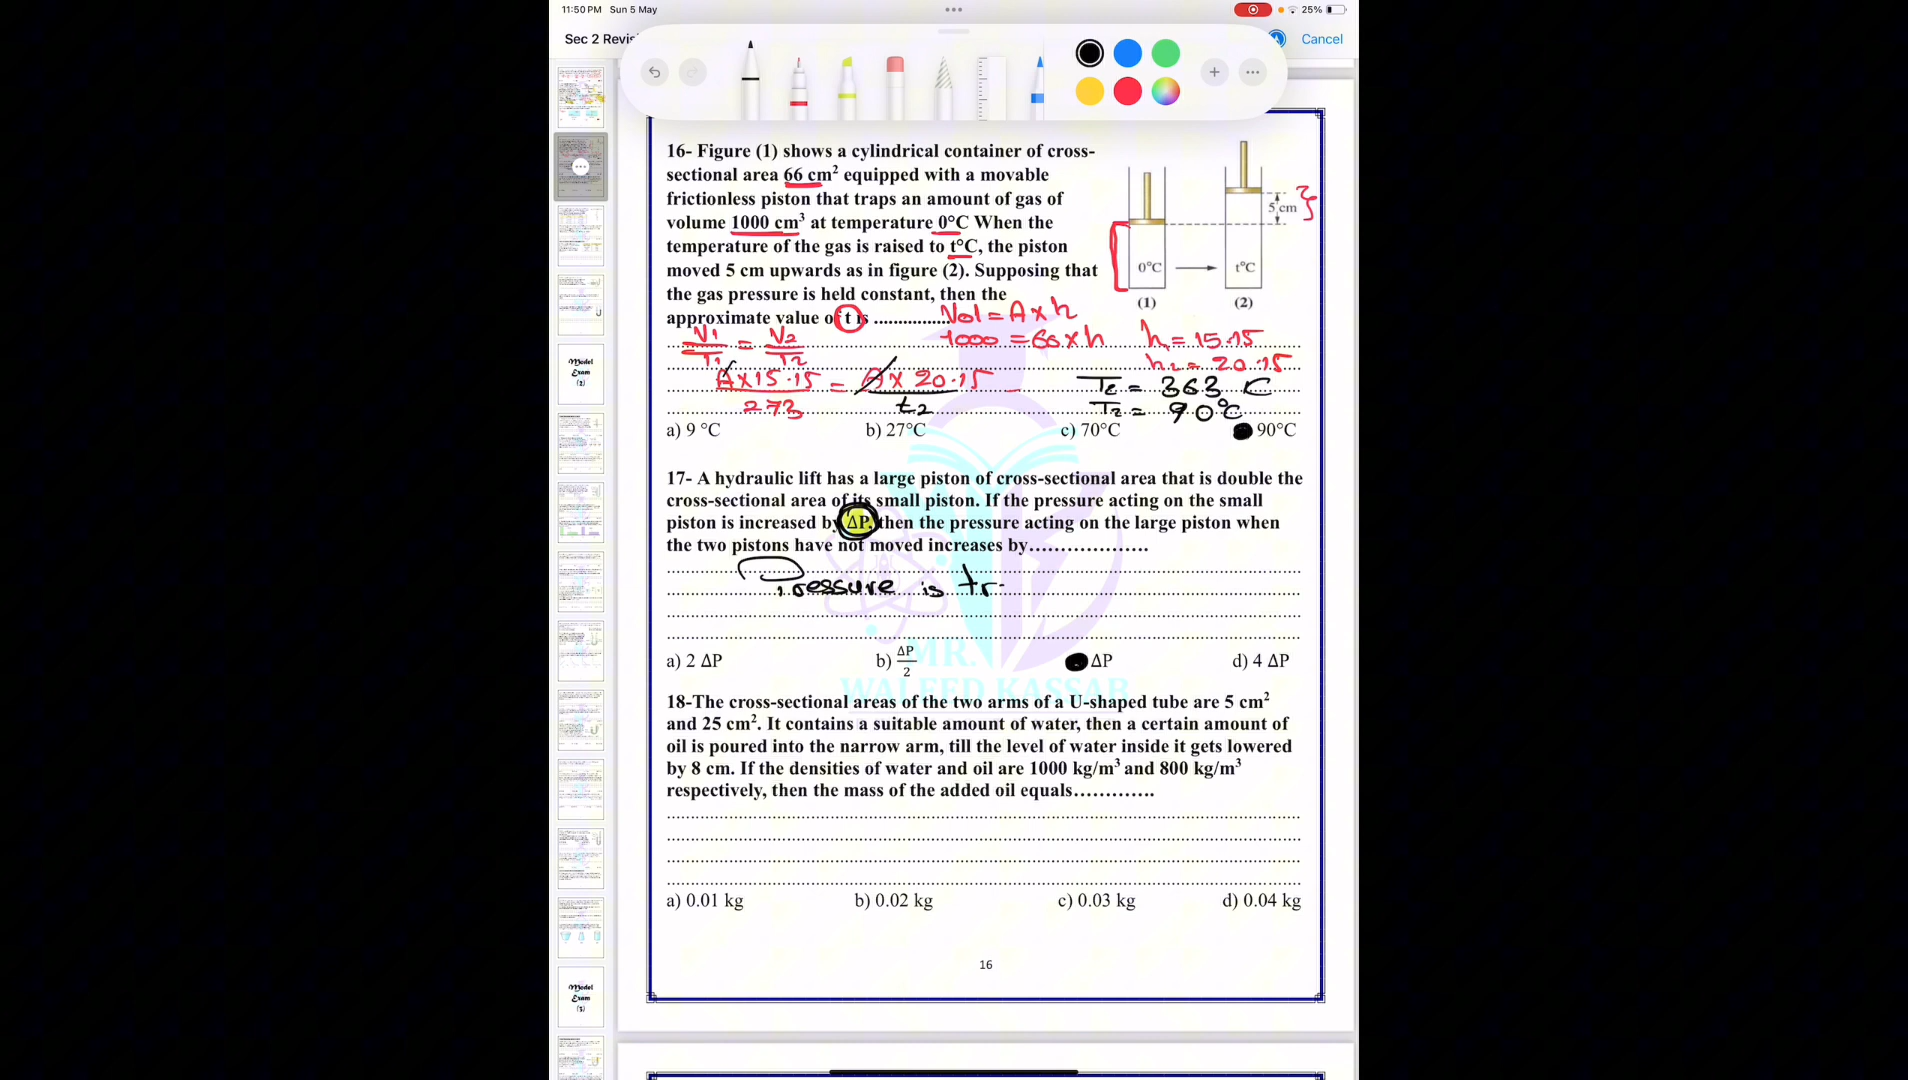 11:50 PM Sun 5 May
25%
Sec 2 Revis
Cancel
16- Figure (1) shows a cylindrical container of cross-
sectional area 66 cm² equipped with a movable
frictionless piston that traps an amount of gas of
volume 1000 cm³ at temperature 0°C When the
temperature of the gas is raised to t°C, the piston
moved 5 cm upwards as in figure (2). Supposing that
the gas pressure is held constant, then the
approximate value of t is ................
5 cm
0°C
t°C
(1)
(2)
Vol = A x h
1000 = 66 x h
h = 15.15
h₂ = 20.15
V1/T1 = V2/T2
A x 15.15 / 273 = A x 20.15 / t2
T2 = 363 C
T2 = 90°C
a) 9 °C b) 27°C c) 70°C 90°C
17- A hydraulic lift has a large piston of cross-sectional area that is double the
cross-sectional area of its small piston. If the pressure acting on the small
piston is increased by ΔP, then the pressure acting on the large piston when
the two pistons have not moved increases by....................
Pressure is tr
a) 2 ΔP b) ΔP/2 ΔP d) 4 ΔP
MR.
WALEED KASSAB
18-The cross-sectional areas of the two arms of a U-shaped tube are 5 cm²
and 25 cm². It contains a suitable amount of water, then a certain amount of
oil is poured into the narrow arm, till the level of water inside it gets lowered
by 8 cm. If the densities of water and oil are 1000 kg/m³ and 800 kg/m³
respectively, then the mass of the added oil equals.............
a) 0.01 kg b) 0.02 kg c) 0.03 kg d) 0.04 kg
16
Model
Exam
(2)
Model
Exam
(3)